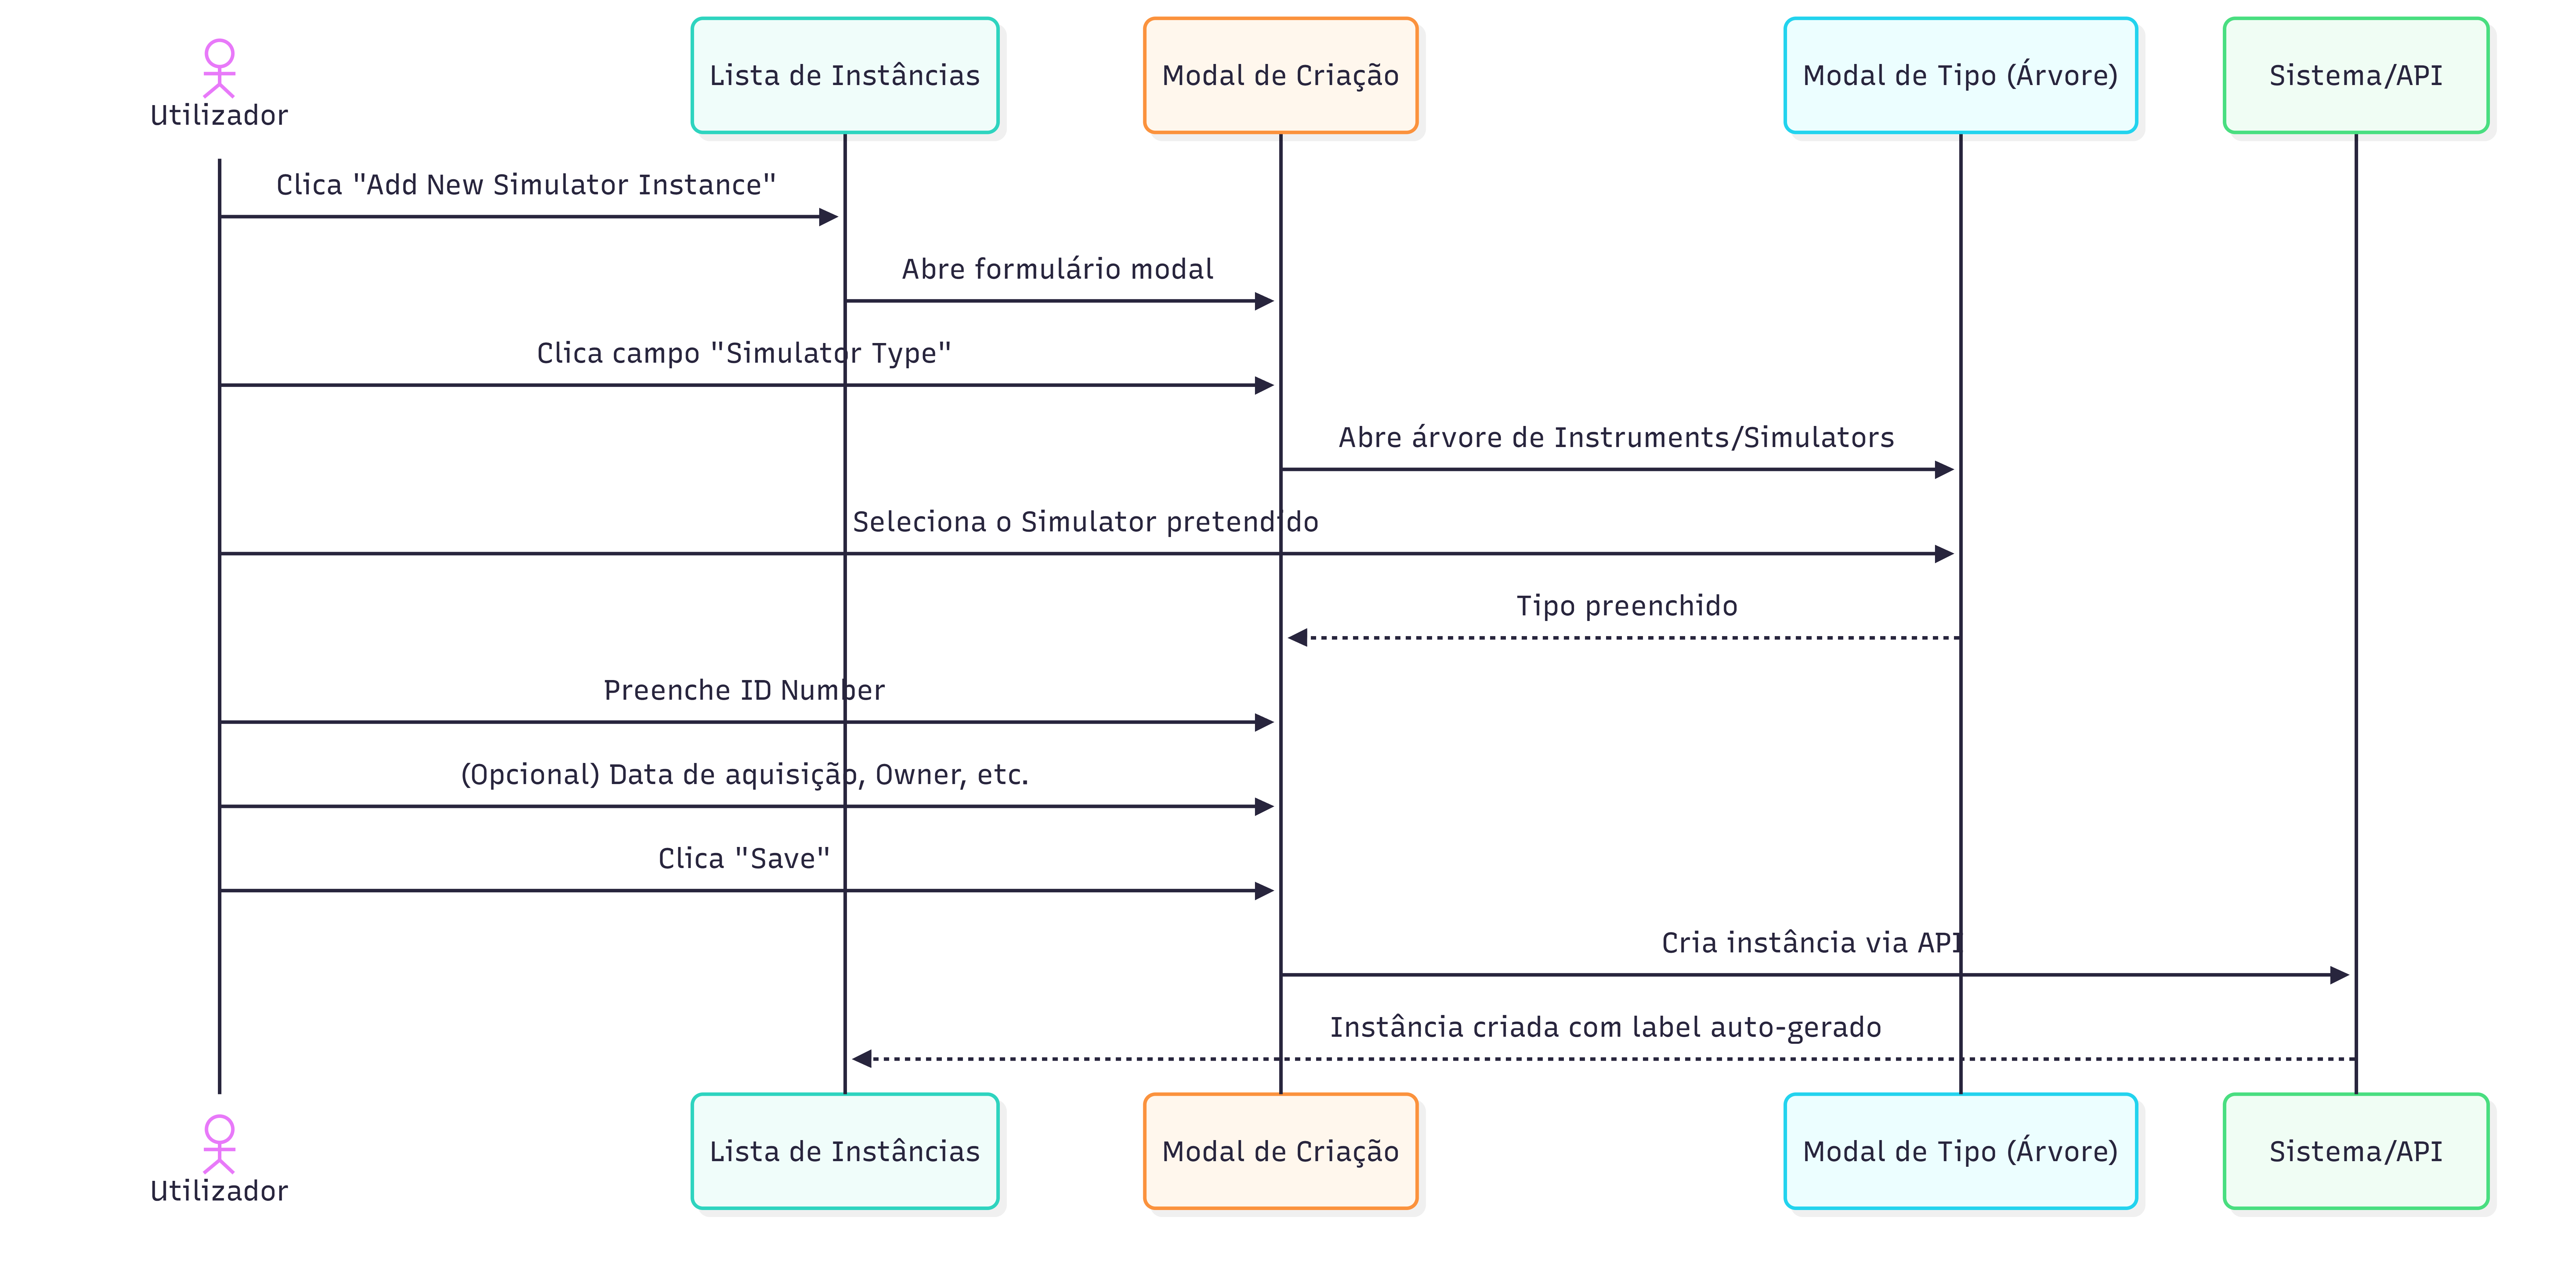 Utilizador
Lista de Instâncias
Modal de Criação
Modal de Tipo (Árvore)
Sistema/API
Clica "Add New Simulator Instance"
Abre formulário modal
Clica campo "Simulator Type"
Abre árvore de Instruments/Simulators
Seleciona o Simulator pretendido
Tipo preenchido
Preenche ID Number
(Opcional) Data de aquisição, Owner, etc.
Clica "Save"
Cria instância via API
Instância criada com label auto-gerado
Utilizador
Lista de Instâncias
Modal de Criação
Modal de Tipo (Árvore)
Sistema/API